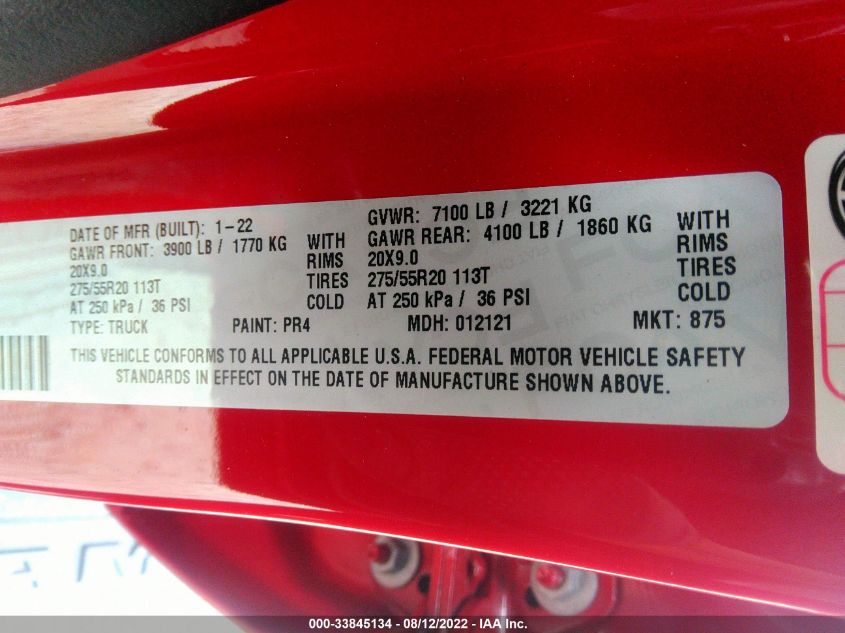 DATE OF MFR (BUILT): 1-22 GVWR: 7100 LB / 3221 KG
GAWR FRONT: 3900 LB / 1770 KG WITH GAWR REAR: 4100 LB / 1860 KG WITH
20X9.0 RIMS 20X9.0 RIMS
275/55R20 113T TIRES 275/55R20 113T TIRES
AT 250 kPa / 36 PSI COLD AT 250 kPa / 36 PSI COLD
TYPE: TRUCK PAINT: PR4 MDH: 012121 MKT: 875
THIS VEHICLE CONFORMS TO ALL APPLICABLE U.S.A. FEDERAL MOTOR VEHICLE SAFETY
STANDARDS IN EFFECT ON THE DATE OF MANUFACTURE SHOWN ABOVE.
000-33845134 - 08/12/2022 - IAA Inc.